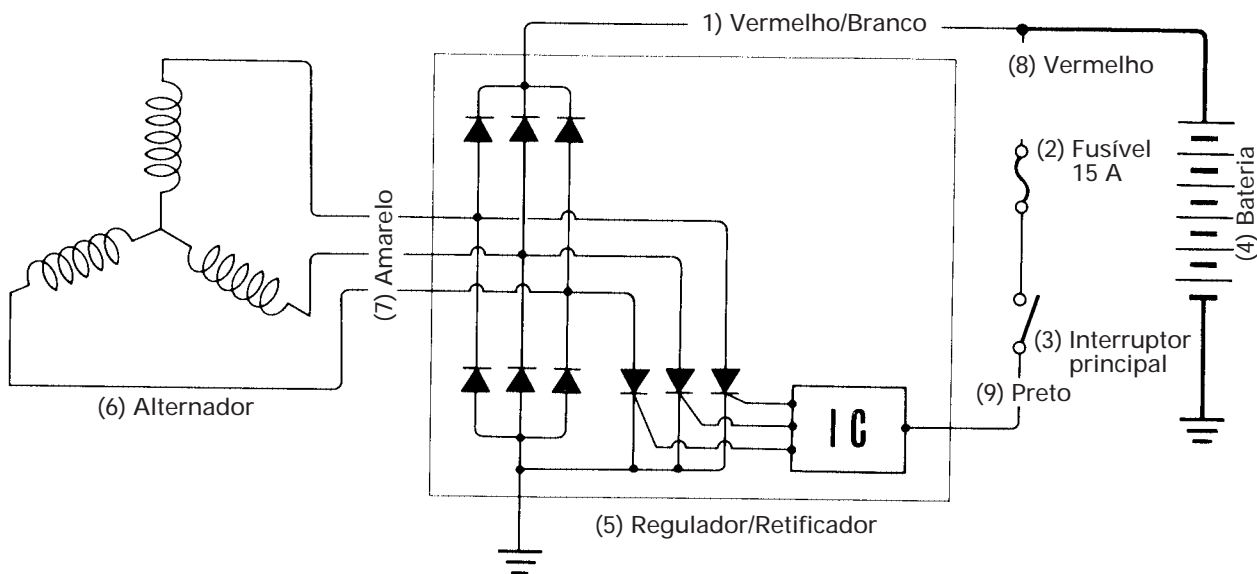 1) Vermelho/Branco
(8) Vermelho
(2) Fusível
15 A
(4) Bateria
(7) Amarelo
(3) Interruptor
principal
(9) Preto
(6) Alternador
IC
(5) Regulador/Retificador